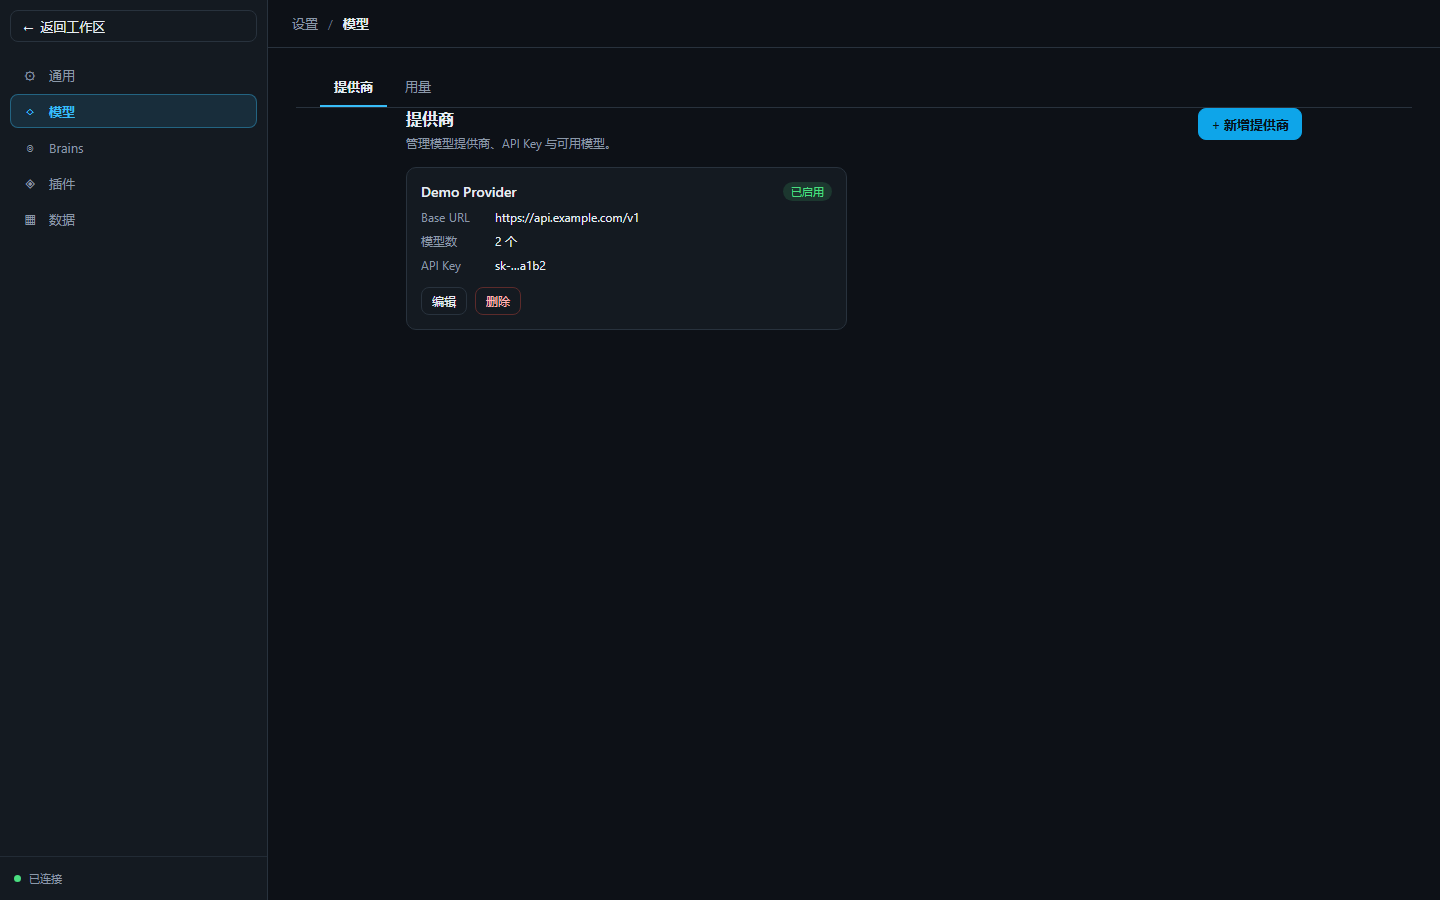 ← 返回工作区
通用
模型
Brains
插件
数据
已连接
设置 / 模型
提供商 用量
提供商
管理模型提供商、API Key 与可用模型。
+ 新增提供商
Demo Provider 已启用
Base URL https://api.example.com/v1
模型数 2 个
API Key sk-...a1b2
编辑 删除